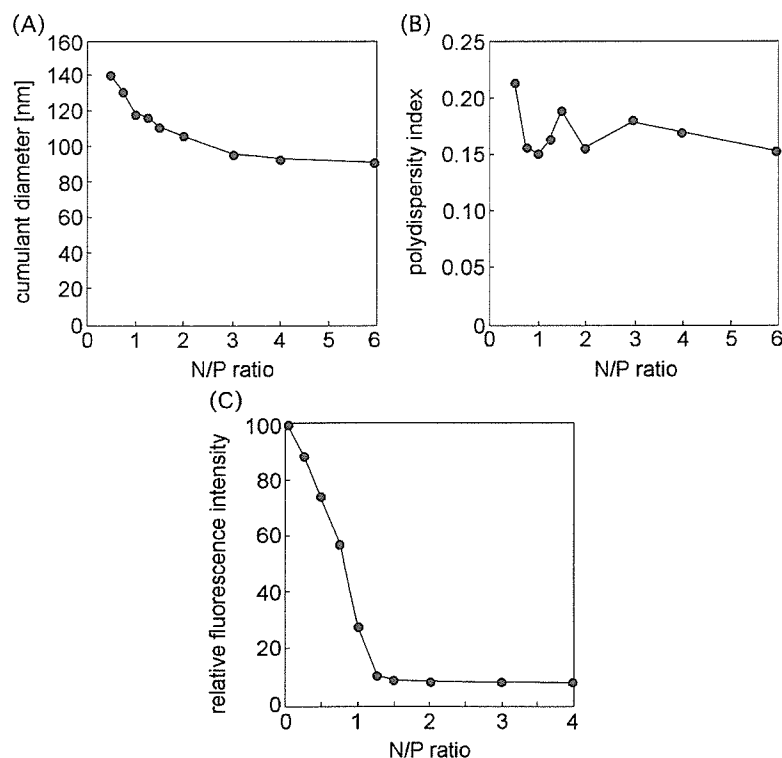 (A)
cumulant diameter [nm]
160
140
120
100
80
60
40
20
0
0 1 2 3 4 5 6
N/P ratio
(B)
polydispersity index
0.25
0.20
0.15
0.10
0.05
0
0 1 2 3 4 5 6
N/P ratio
(C)
relative fluorescence intensity
100
80
60
40
20
0
0 1 2 3 4
N/P ratio